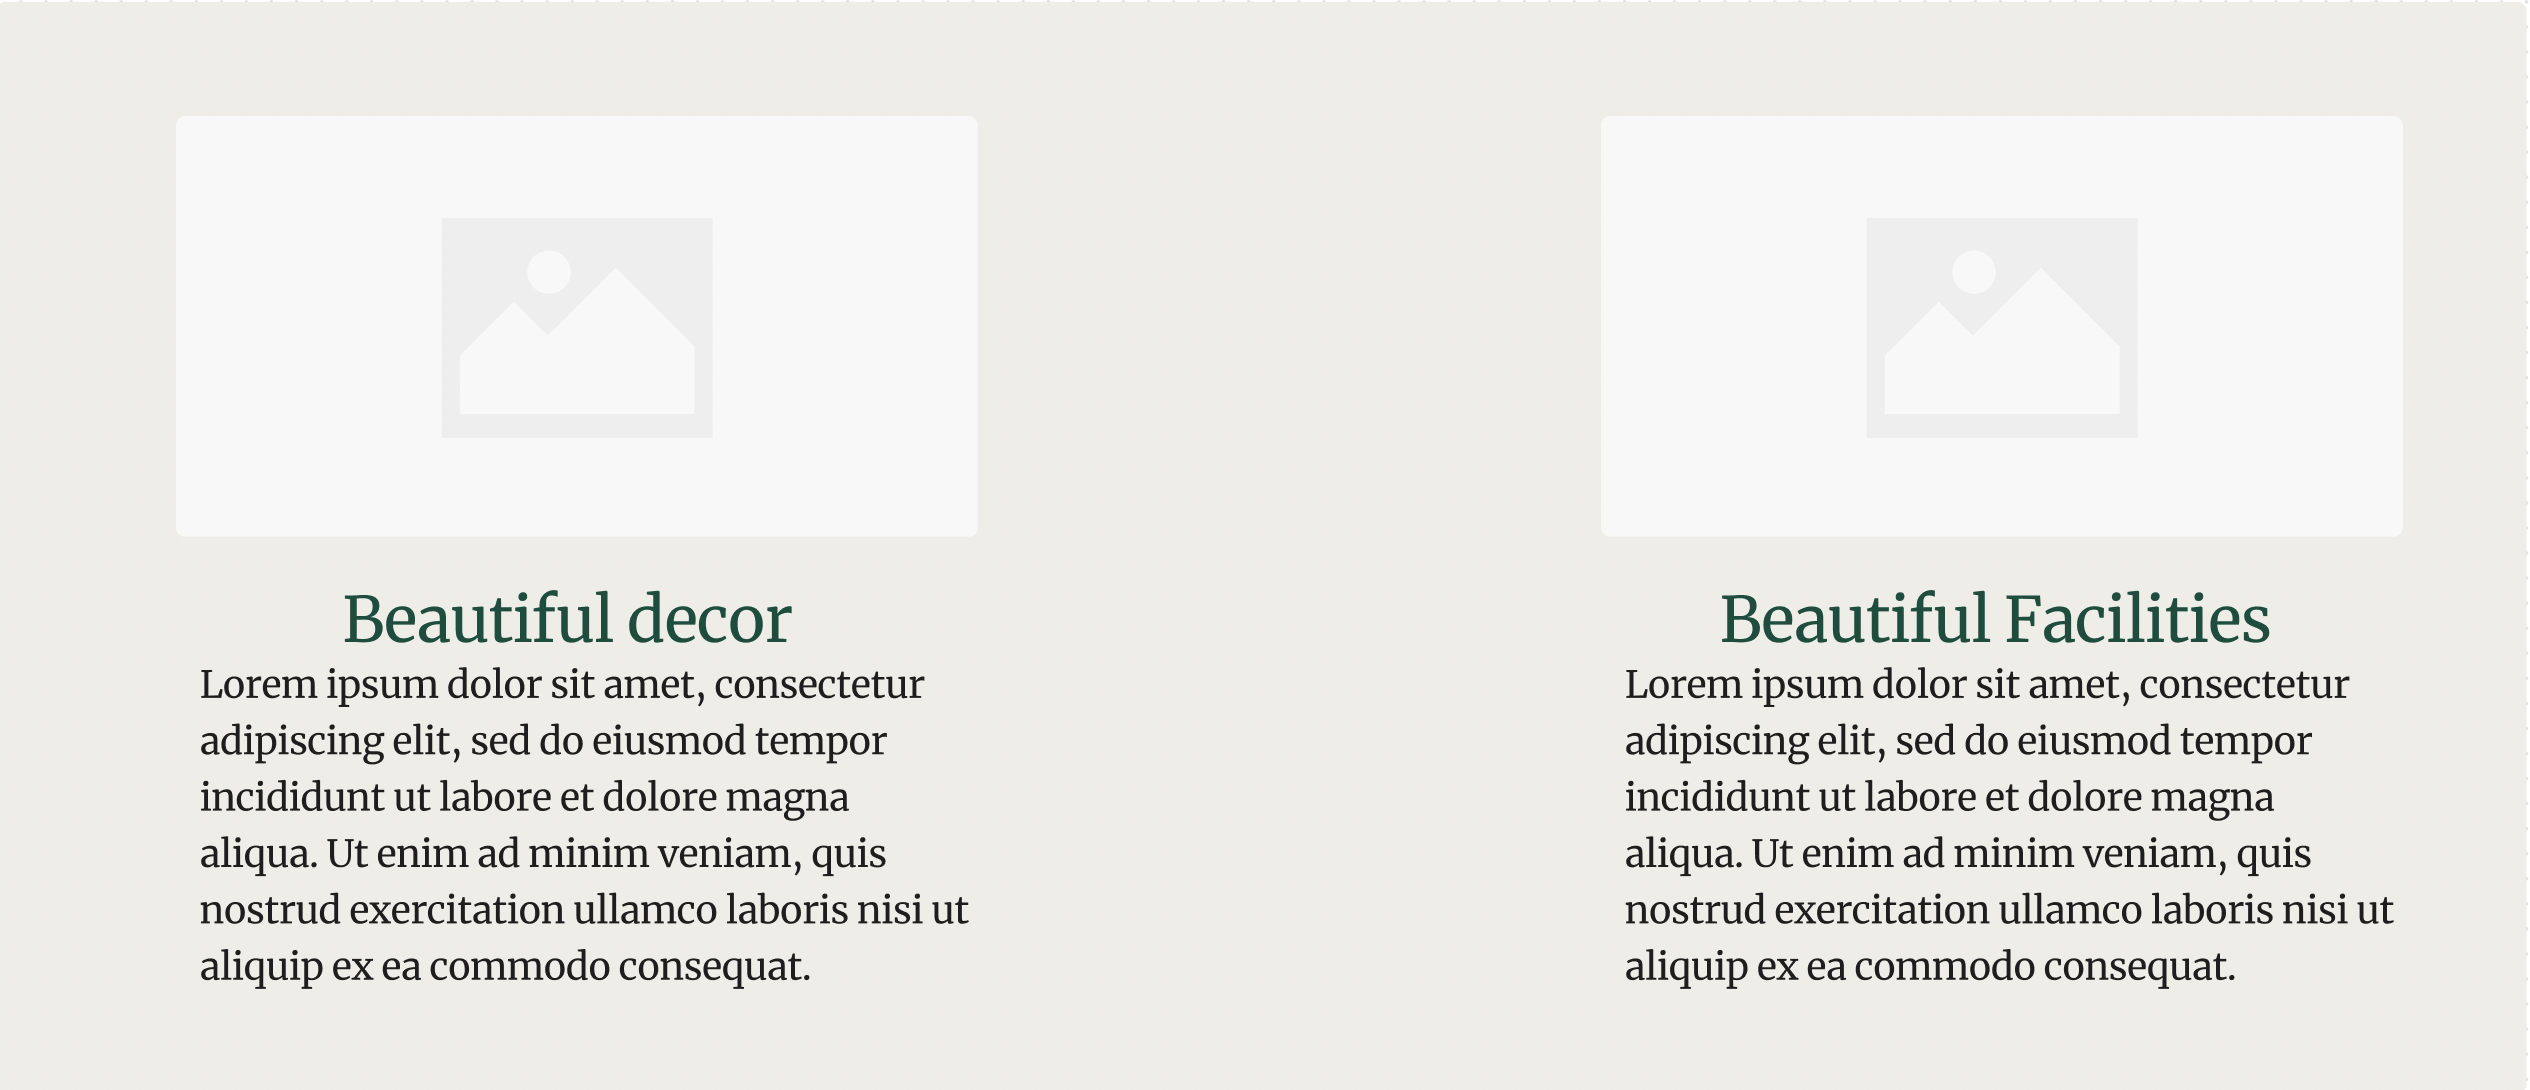 Beautiful decor
Lorem ipsum dolor sit amet, consectetur
adipiscing elit, sed do eiusmod tempor
incididunt ut labore et dolore magna
aliqua. Ut enim ad minim veniam, quis
nostrud exercitation ullamco laboris nisi ut
aliquip ex ea commodo consequat.
Beautiful Facilities
Lorem ipsum dolor sit amet, consectetur
adipiscing elit, sed do eiusmod tempor
incididunt ut labore et dolore magna
aliqua. Ut enim ad minim veniam, quis
nostrud exercitation ullamco laboris nisi ut
aliquip ex ea commodo consequat.